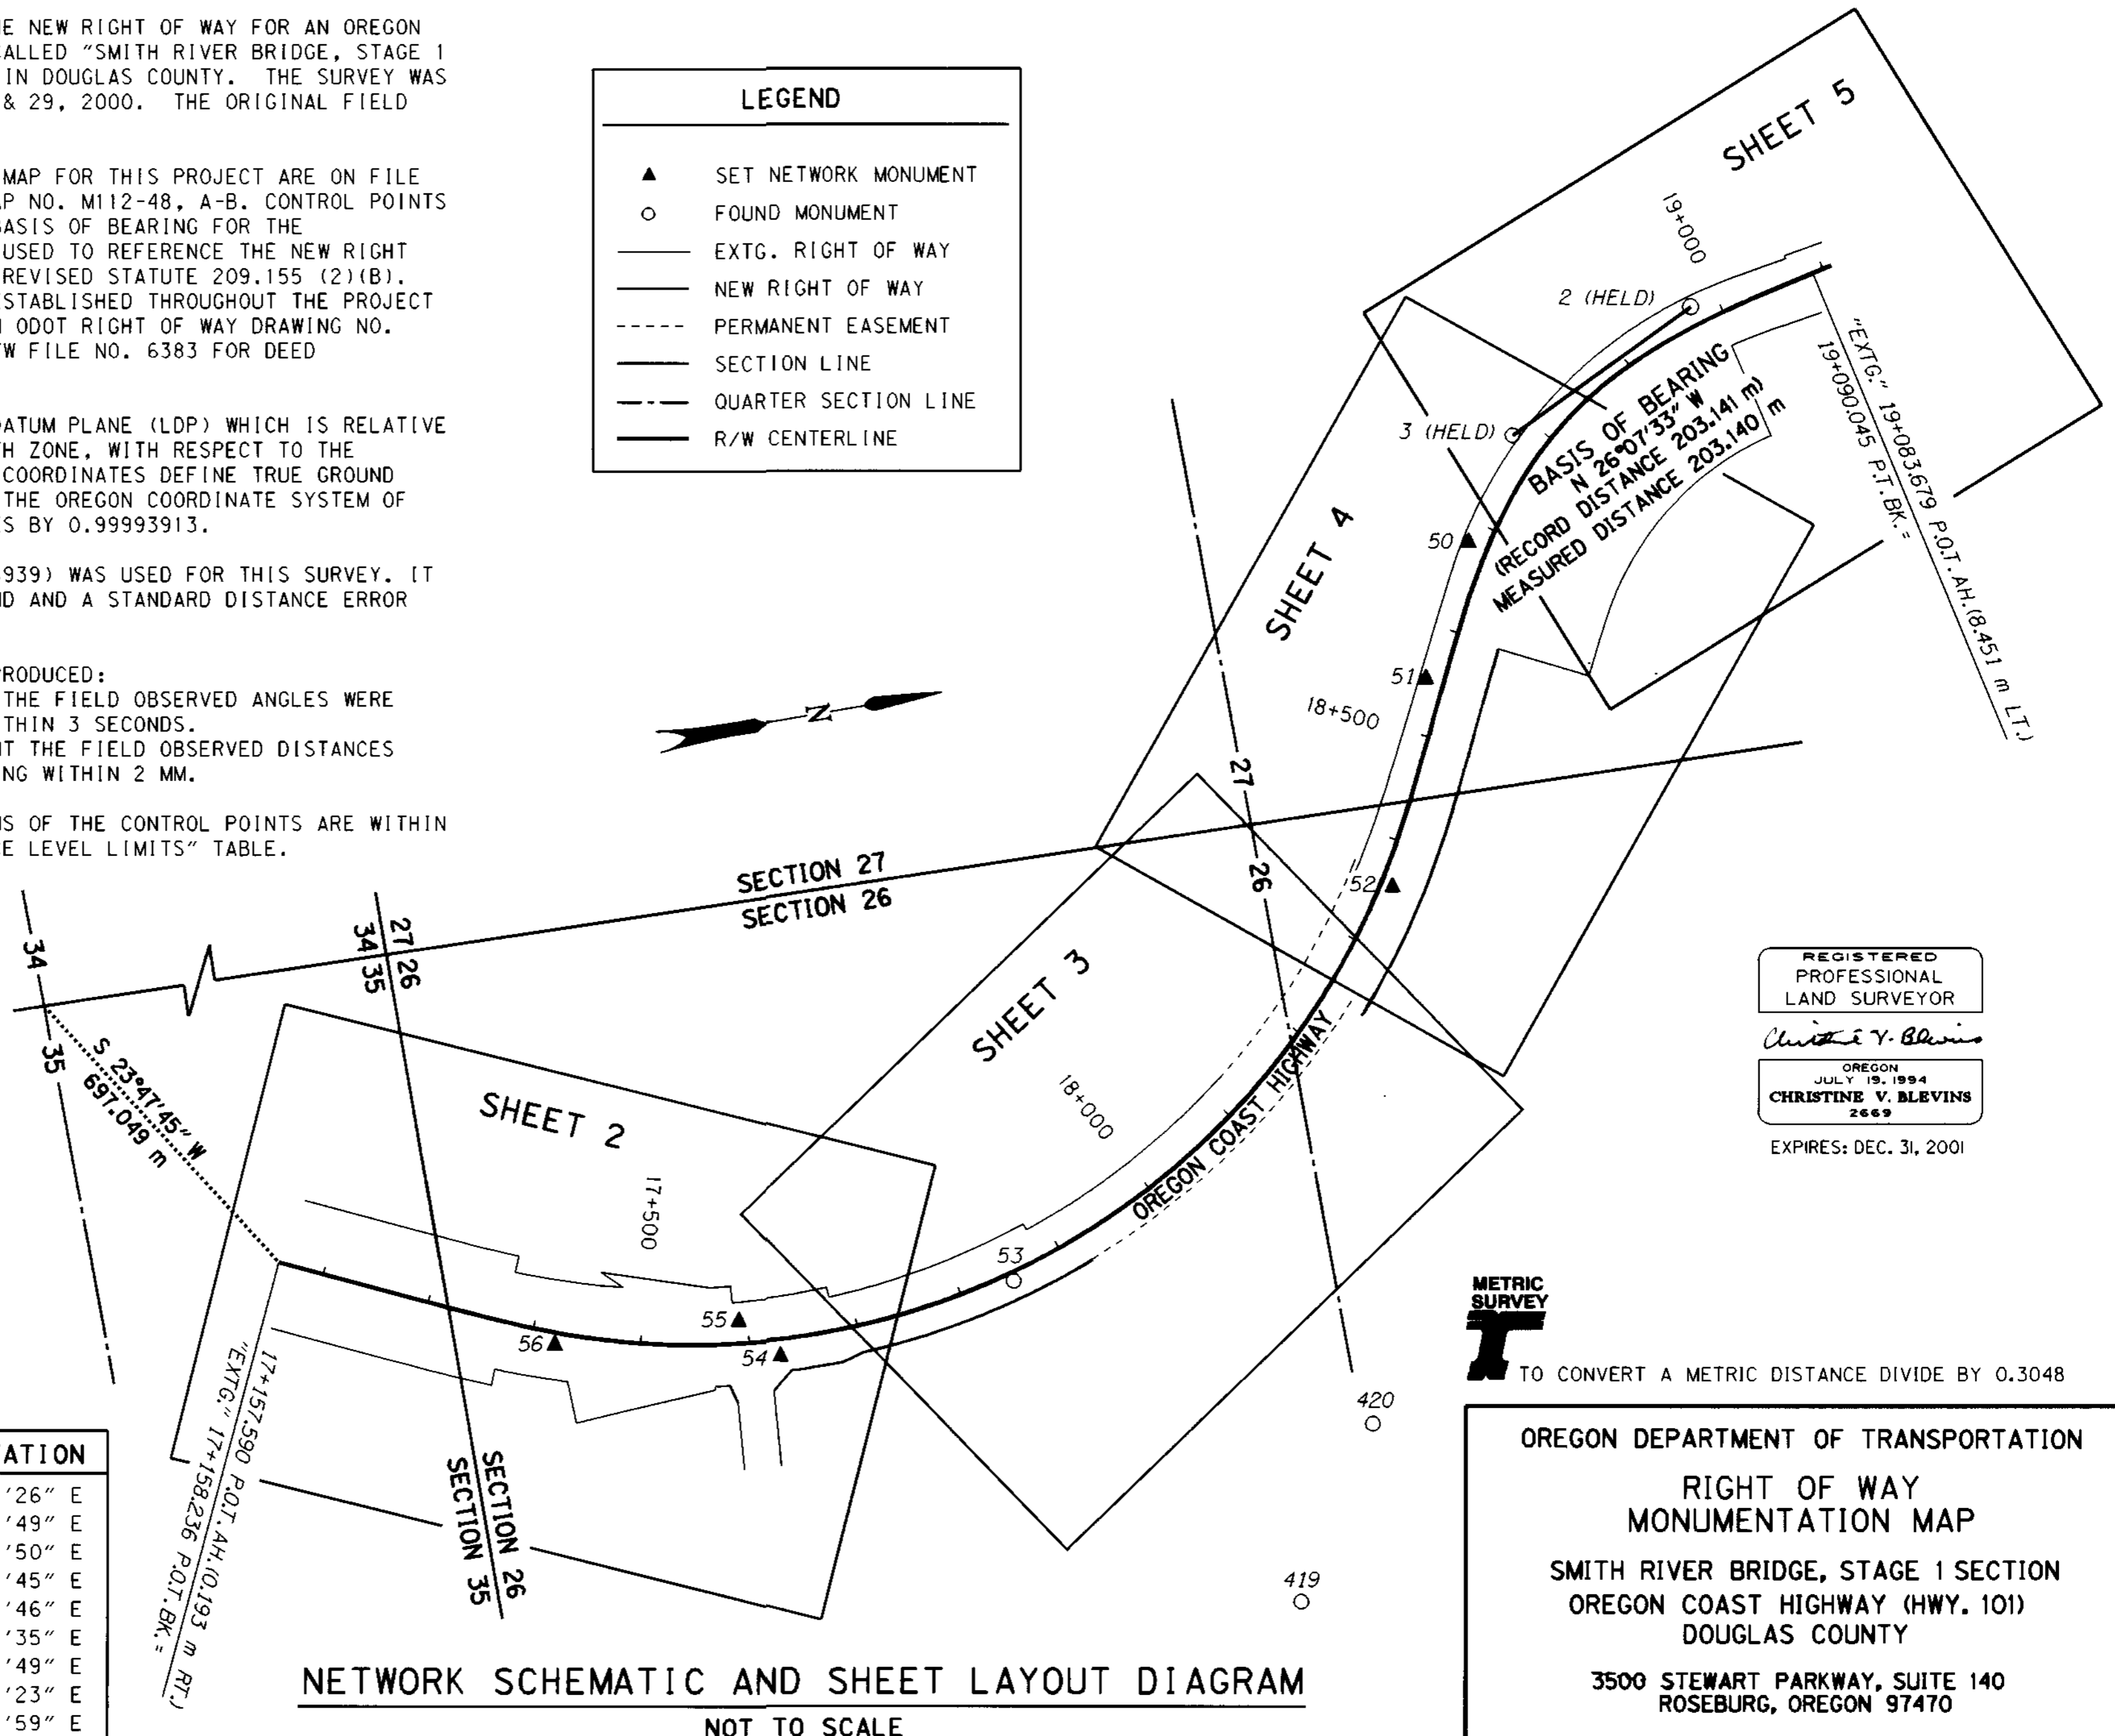 E NEW RIGHT OF WAY FOR AN OREGON
ALLED "SMITH RIVER BRIDGE, STAGE 1
IN DOUGLAS COUNTY. THE SURVEY WAS
& 29, 2000. THE ORIGINAL FIELD
MAP FOR THIS PROJECT ARE ON FILE
P NO. M112-48, A-B. CONTROL POINTS
BASIS OF BEARING FOR THE
USED TO REFERENCE THE NEW RIGHT
REVISED STATUTE 209.155 (2)(B).
STABLISHED THROUGHOUT THE PROJECT
ODOT RIGHT OF WAY DRAWING NO.
W FILE NO. 6383 FOR DEED
ATUM PLANE (LDP) WHICH IS RELATIVE
H ZONE, WITH RESPECT TO THE
COORDINATES DEFINE TRUE GROUND
THE OREGON COORDINATE SYSTEM OF
S BY 0.99993913.
939) WAS USED FOR THIS SURVEY. IT
D AND A STANDARD DISTANCE ERROR
RODUCED:
THE FIELD OBSERVED ANGLES WERE
THIN 3 SECONDS.
T THE FIELD OBSERVED DISTANCES
NG WITHIN 2 MM.
S OF THE CONTROL POINTS ARE WITHIN
E LEVEL LIMITS" TABLE.
LEGEND
SET NETWORK MONUMENT
FOUND MONUMENT
EXTG. RIGHT OF WAY
NEW RIGHT OF WAY
PERMANENT EASEMENT
SECTION LINE
QUARTER SECTION LINE
R/W CENTERLINE
SHEET 5
19+000
2 (HELD)
3 (HELD)
BASIS OF BEARING
N 26°07'33" W
(RECORD DISTANCE 203.141 m)
MEASURED DISTANCE 203.140 m
"EXTG." 19+083.679 P.O.T. AH.(8.451 m LT.)
19+090.045 P.T. BK. =
SHEET 4
50
51
18+500
N
27
26
52
SECTION 27
SECTION 26
34
35
27 26
34 35
S 23°47'45" W
697.049 m
SHEET 3
18+000
OREGON COAST HIGHWAY
SHEET 2
17+500
53
55
56
54
17+157.590 P.O.T. AH.(0.193 m RT.)
"EXTG." 17+158.236 P.O.T. BK. =
SECTION 26
SECTION 35
420
419
REGISTERED
PROFESSIONAL
LAND SURVEYOR
Christine V. Blevins
OREGON
JULY 19, 1994
CHRISTINE V. BLEVINS
2669
EXPIRES: DEC. 31, 2001
METRIC
SURVEY
TO CONVERT A METRIC DISTANCE DIVIDE BY 0.3048
ATION
'26" E
'49" E
'50" E
'45" E
'46" E
'35" E
'49" E
'23" E
'59" E
NETWORK SCHEMATIC AND SHEET LAYOUT DIAGRAM
NOT TO SCALE
OREGON DEPARTMENT OF TRANSPORTATION
RIGHT OF WAY
MONUMENTATION MAP
SMITH RIVER BRIDGE, STAGE 1 SECTION
OREGON COAST HIGHWAY (HWY. 101)
DOUGLAS COUNTY
3500 STEWART PARKWAY, SUITE 140
ROSEBURG, OREGON 97470